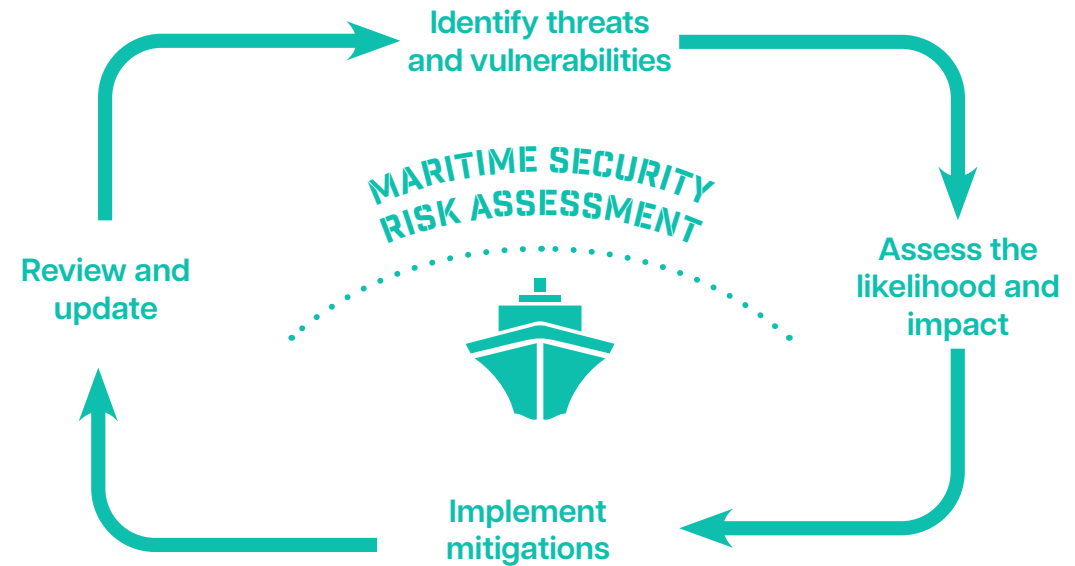 Identify threats
and vulnerabilities
MARITIME SECURITY
RISK ASSESSMENT
Assess the
likelihood and
impact
Review and
update
Implement
mitigations